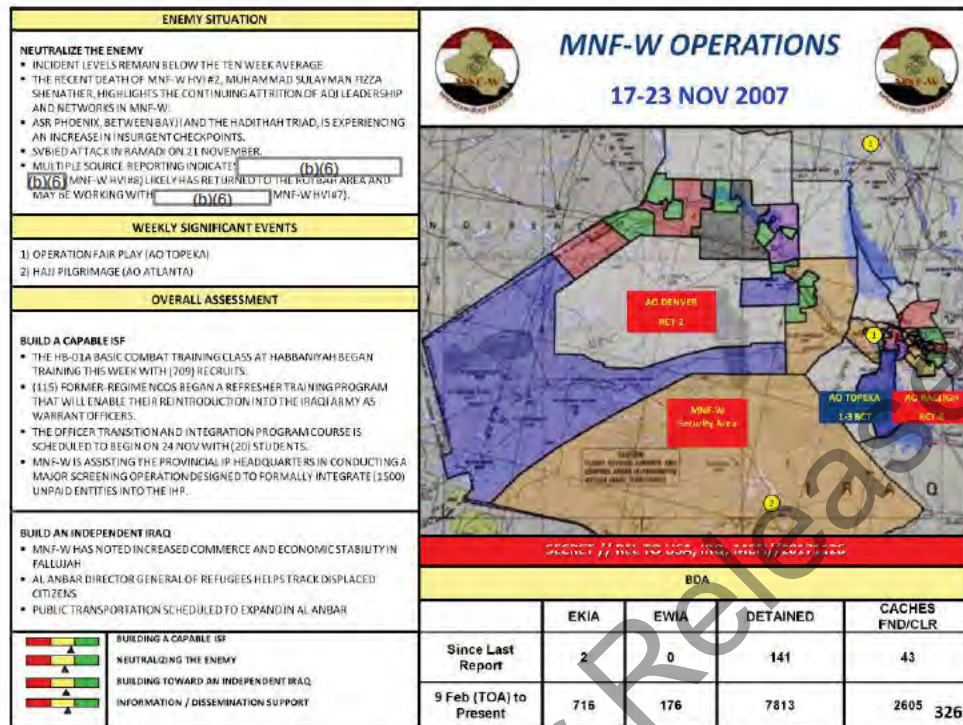 ENEMY SITUATION
NEUTRALIZE THE ENEMY
• INCIDENT LEVELS REMAIN BELOW THE TEN WEEK AVERAGE
• THE RECENT DEATH OF MNF-W HVI #2, MUHAMMAD SULAYMAN FIZZA
SHENATHER, HIGHLIGHTS THE CONTINUING ATTRITION OF AQI LEADERSHIP
AND NETWORKS IN MNF-W.
• ASR PHOENIX, BETWEEN BAYJI AND THE HADITHAH TRIAD, IS EXPERIENCING
AN INCREASE IN INSURGENT CHECKPOINTS.
• SVBIED ATTACK IN RAMADI ON 21 NOVEMBER.
• MULTIPLE SOURCE REPORTING INDICATES (b)(6)
(b)(6) MNF-W HVI#8) LIKELY HAS RETURNED TO THE RUTBAH AREA AND
MAY BE WORKING WITH (b)(6) MNF-W HVI#7).
WEEKLY SIGNIFICANT EVENTS
1) OPERATION FAIR PLAY (AO TOPEKA)
2) HAJJ PILGRIMAGE (AO ATLANTA)
OVERALL ASSESSMENT
BUILD A CAPABLE ISF
• THE HB-01A BASIC COMBAT TRAINING CLASS AT HABBANIYAH BEGAN
TRAINING THIS WEEK WITH (709) RECRUITS.
• (115) FORMER-REGIME NCOS BEGAN A REFRESHER TRAINING PROGRAM
THAT WILL ENABLE THEIR REINTRODUCTION INTO THE IRAQI ARMY AS
WARRANT OFFICERS.
• THE OFFICER TRANSITION AND INTEGRATION PROGRAM COURSE IS
SCHEDULED TO BEGIN ON 24 NOV WITH (20) STUDENTS.
• MNF-W IS ASSISTING THE PROVINCIAL IP HEADQUARTERS IN CONDUCTING A
MAJOR SCREENING OPERATION DESIGNED TO FORMALLY INTEGRATE (1500)
UNPAID ENTITIES INTO THE IHP.
BUILD AN INDEPENDENT IRAQ
• MNF-W HAS NOTED INCREASED COMMERCE AND ECONOMIC STABILITY IN
FALLUJAH
• AL ANBAR DIRECTOR GENERAL OF REFUGEES HELPS TRACK DISPLACED
CITIZENS
• PUBLIC TRANSPORTATION SCHEDULED TO EXPAND IN AL ANBAR
BUILDING A CAPABLE ISF
NEUTRALIZING THE ENEMY
BUILDING TOWARD AN INDEPENDENT IRAQ
INFORMATION / DISSEMINATION SUPPORT
MNF-W OPERATIONS
17-23 NOV 2007
MNF-W
MNF-W
AO DENVER
RCT-2
1
AO TOPEKA
1-3 BCT
AO RALEIGH
RCT-6
MNF-W
Security Area
2
I R A Q
SECRET // REL TO USA, IRQ, MCFI//20171126
BDA
EKIA EWIA DETAINED CACHES FND/CLR
Since Last Report 2 0 141 43
9 Feb (TOA) to Present 716 176 7813 2605
326
Release